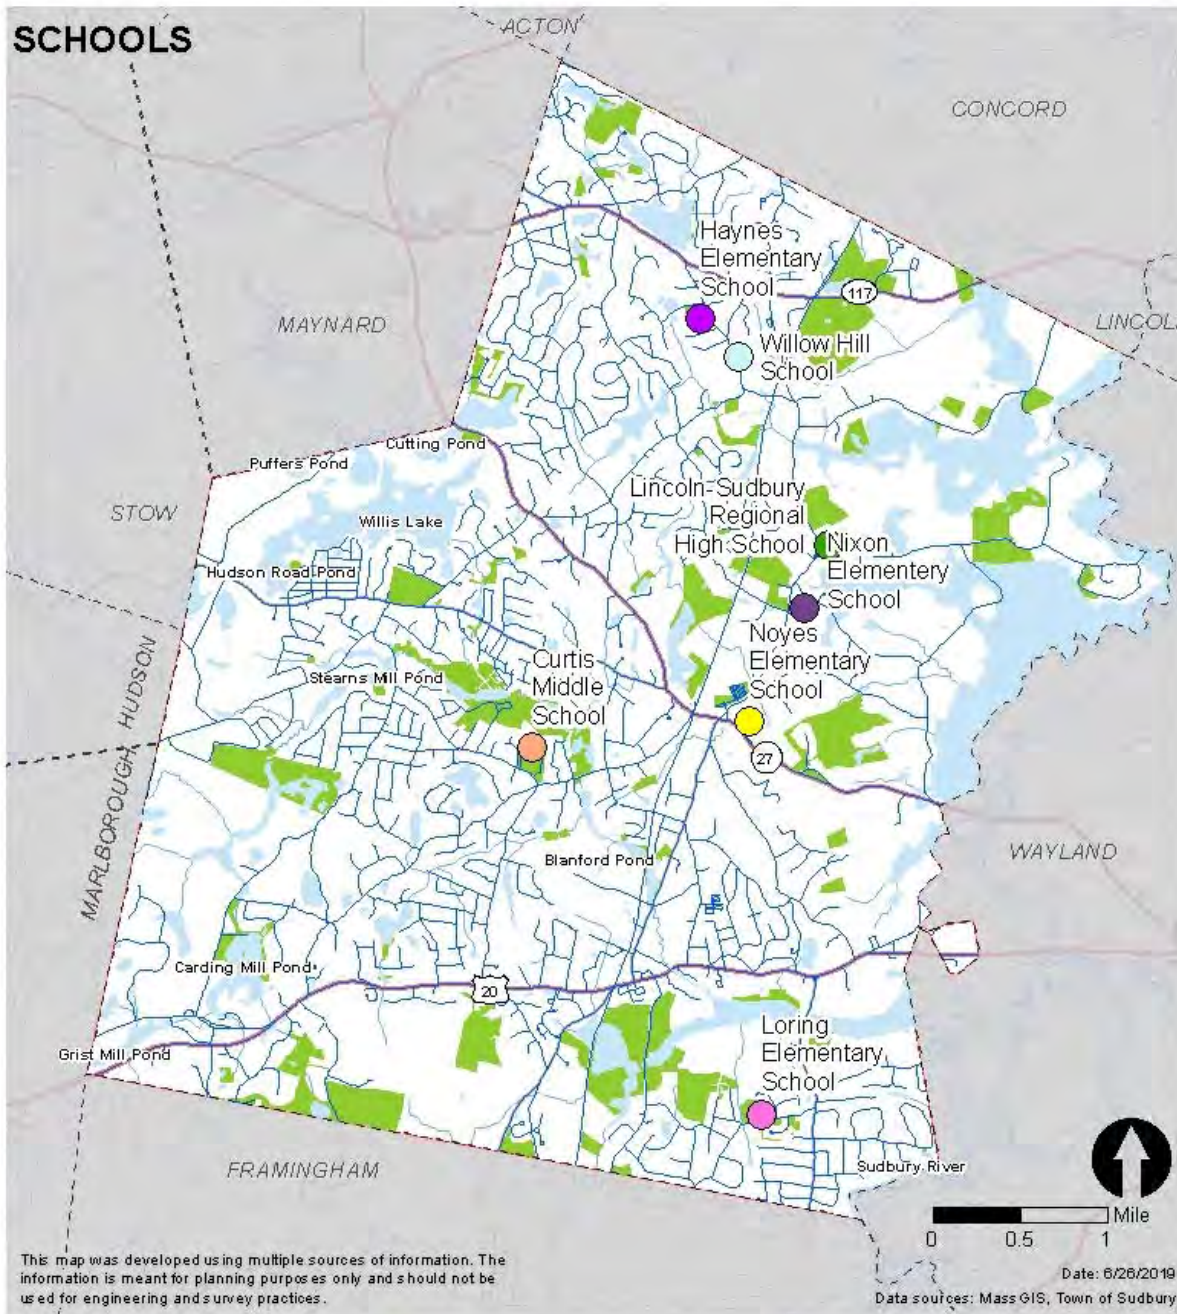 SCHOOLS
ACTON
CONCORD
Haynes
Elementary
School
117
MAYNARD
LINCOL
Willow Hill
School
Cutting Pond
Puffers Pond
STOW
Willis Lake
Lincoln-Sudbury
Regional
High School
Nixon
Elementery
School
Hudson Road Pond
Noyes
Elementary
School
MARLBOROUGH
HUDSON
Stearns Mill Pond
Curtis
Middle
School
27
Blanford Pond
WAYLAND
Carding Mill Pond
20
Grist Mill Pond
Loring
Elementary
School
FRAMINGHAM
Sudbury River
Mile
0 0.5 1
This map was developed using multiple sources of information. The
information is meant for planning purposes only and should not be
used for engineering and survey practices.
Date: 6/26/2019
Data sources: Mass GIS, Town of Sudbury